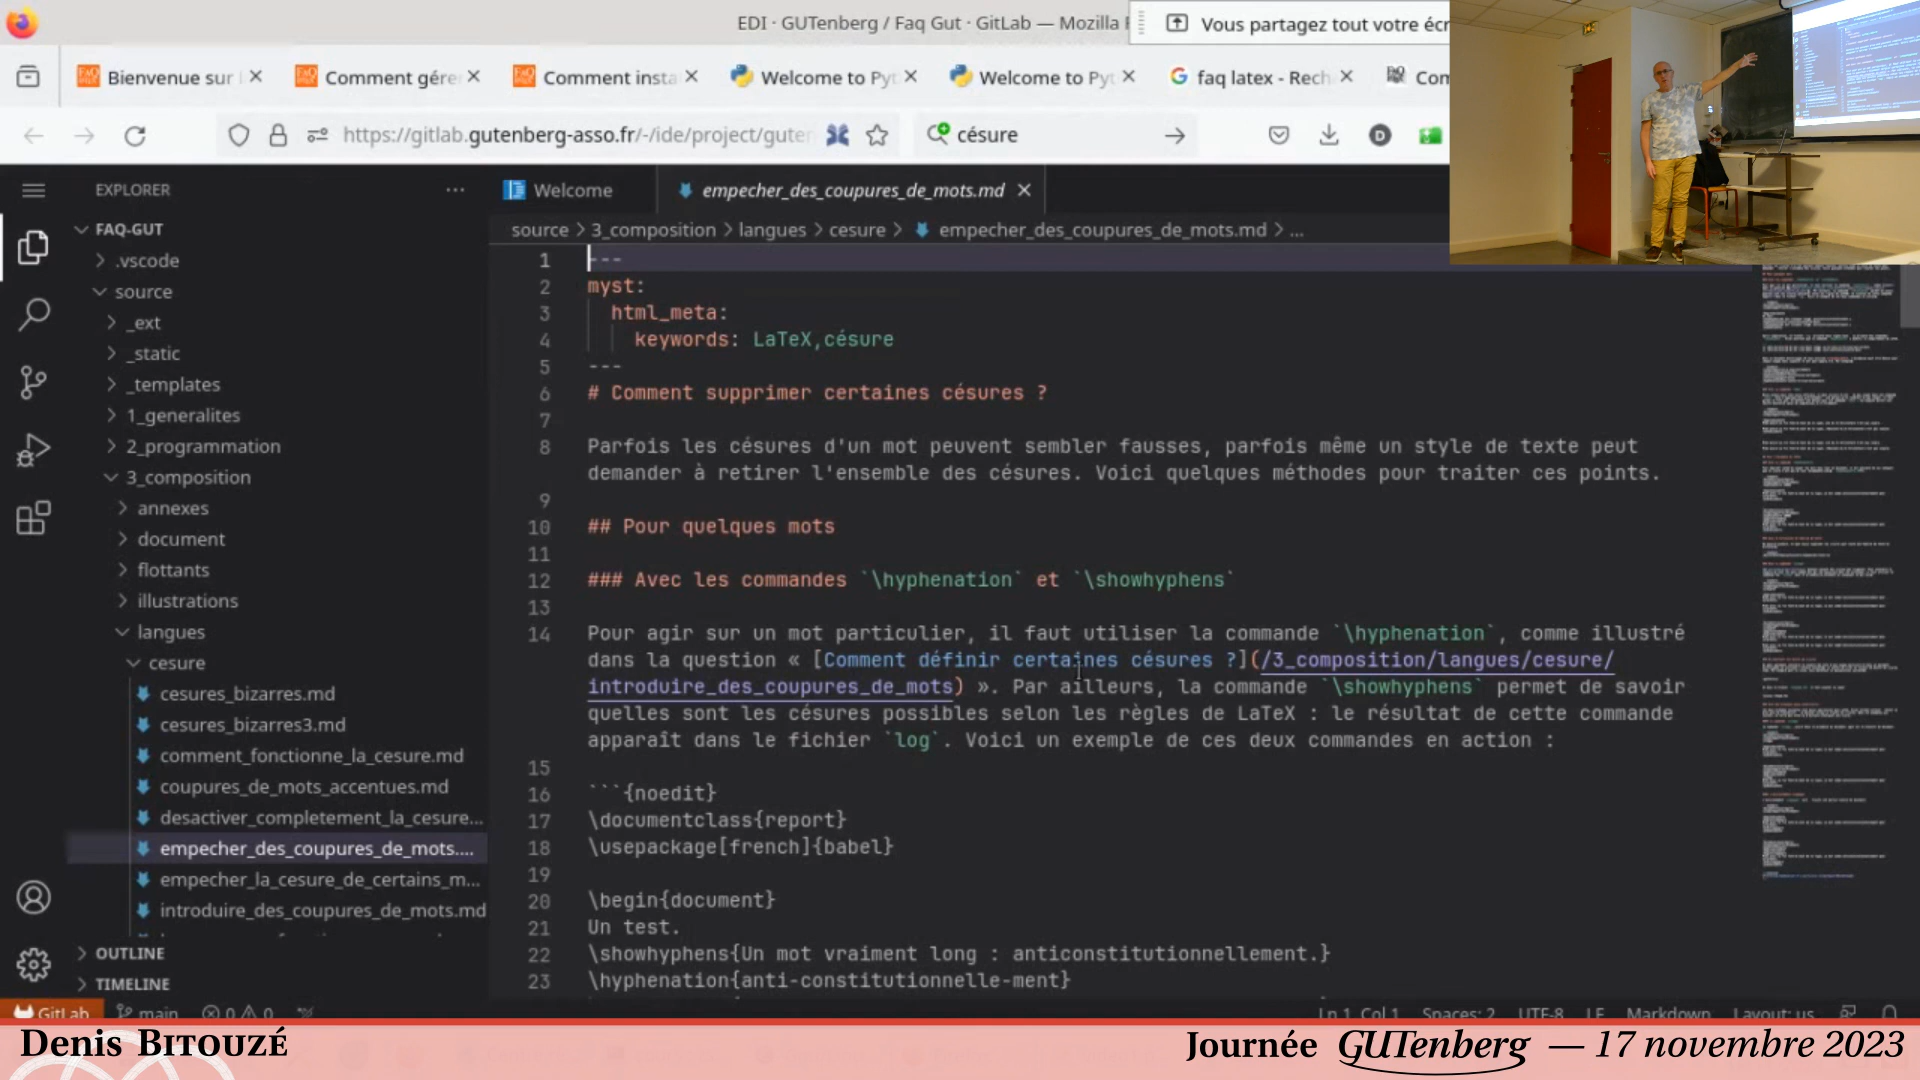 EDI · GUTenberg / Faq Gut · GitLab — Mozilla F
Vous partagez tout votre écr
Bienvenue sur
Comment gére
Comment insta
Welcome to Pyt
Welcome to Pyt
faq latex - Rech
Com
https://gitlab.gutenberg-asso.fr/-/ide/project/guten
césure
EXPLORER
Welcome
empecher_des_coupures_de_mots.md
FAQ-GUT
source > 3_composition > langues > cesure > empecher_des_coupures_de_mots.md > ...
.vscode
source
_ext
_static
_templates
1_generalites
2_programmation
3_composition
annexes
document
flottants
illustrations
langues
cesure
cesures_bizarres.md
cesures_bizarres3.md
comment_fonctionne_la_cesure.md
coupures_de_mots_accentues.md
desactiver_completement_la_cesure...
empecher_des_coupures_de_mots....
empecher_la_cesure_de_certains_m...
introduire_des_coupures_de_mots.md
OUTLINE
TIMELINE
1 ---
2 myst:
3 html_meta:
4 keywords: LaTeX,césure
5 ---
6 # Comment supprimer certaines césures ?
7
8 Parfois les césures d'un mot peuvent sembler fausses, parfois même un style de texte peut
demander à retirer l'ensemble des césures. Voici quelques méthodes pour traiter ces points.
9
10 ## Pour quelques mots
11
12 ### Avec les commandes `\hyphenation` et `\showhyphens`
13
14 Pour agir sur un mot particulier, il faut utiliser la commande `\hyphenation`, comme illustré
dans la question « [Comment définir certaines césures ?](/3_composition/langues/cesure/
introduire_des_coupures_de_mots) ». Par ailleurs, la commande `\showhyphens` permet de savoir
quelles sont les césures possibles selon les règles de LaTeX : le résultat de cette commande
apparaît dans le fichier `log`. Voici un exemple de ces deux commandes en action :
15
16 ```{noedit}
17 \documentclass{report}
18 \usepackage[french]{babel}
19
20 \begin{document}
21 Un test.
22 \showhyphens{Un mot vraiment long : anticonstitutionnellement.}
23 \hyphenation{anti-constitutionnelle-ment}
GitLab main 0 0
Ln 1, Col 1 Spaces: 2 UTF-8 LF Markdown Layout: us
Denis BITOUZÉ
Journée GUTenberg — 17 novembre 2023